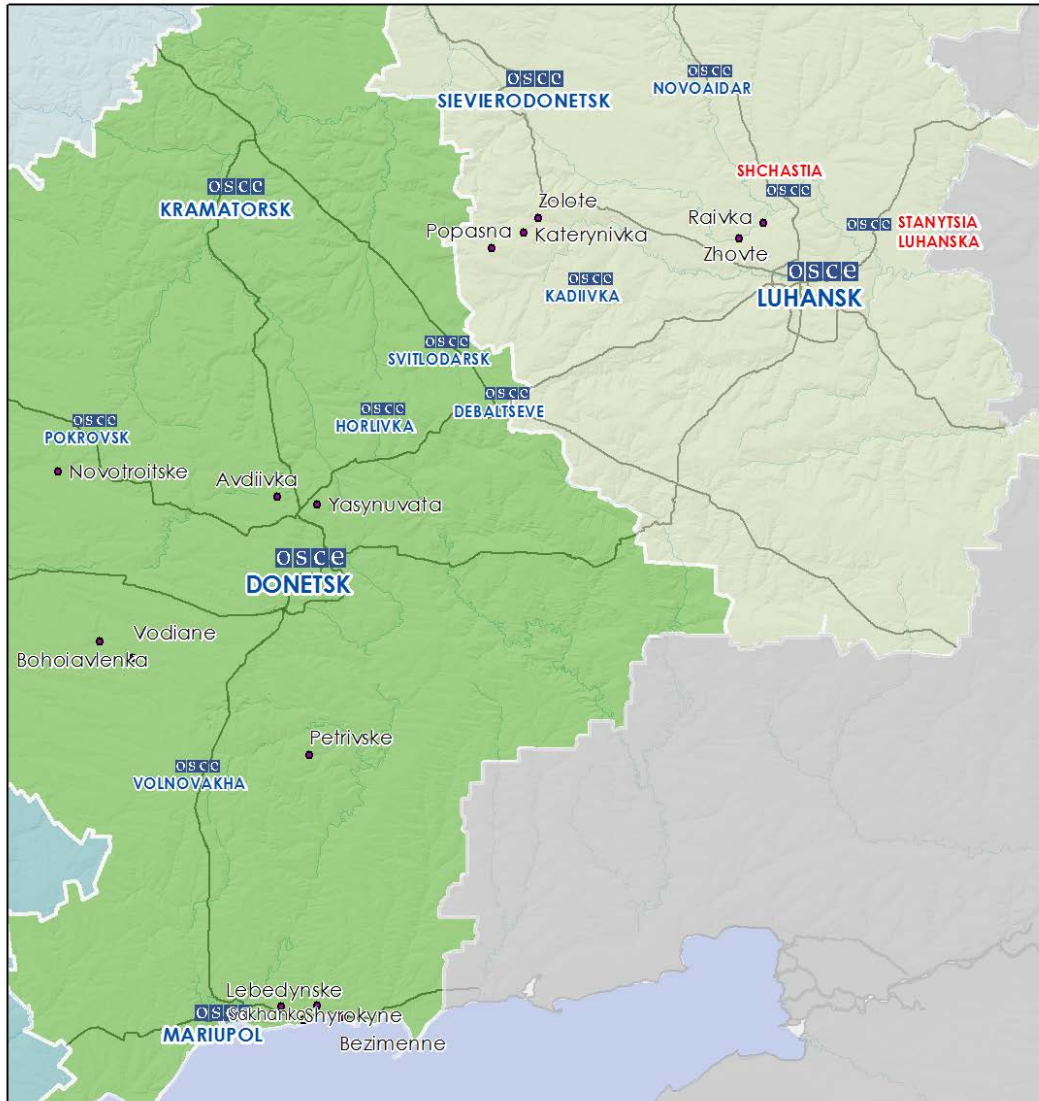 osce
SIEVIERODONETSK
osce
NOVOAIDAR
osce
KRAMATORSK
SHCHASTIA
osce
Zolote
Raivka
osce
STANYTSIA
LUHANSKA
Popasna
Katerynivka
Zhovte
osce
KADIIVKA
osce
LUHANSK
osce
SVITLODARSK
osce
DEBALTSEVE
osce
HORLIVKA
osce
POKROVSK
Novotroitske
Avdiivka
Yasynuvata
osce
DONETSK
Vodiane
Bohoiavlenka
Petrivske
osce
VOLNOVAKHA
Lebedynske
osce
Sakhanka
Shyrokyne
MARIUPOL
Bezimenne